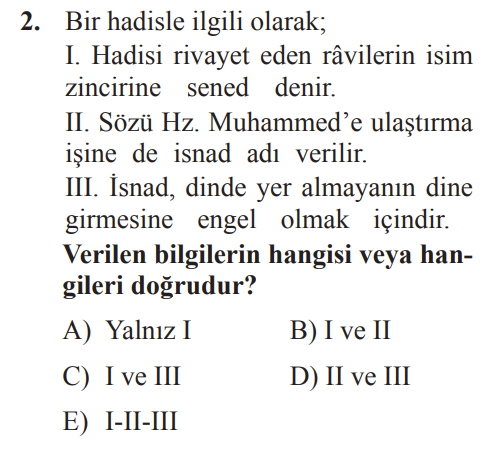 2. Bir hadisle ilgili olarak;
I. Hadisi rivayet eden râvilerin isim
zincirine sened denir.
II. Sözü Hz. Muhammed’e ulaştırma
işine de isnad adı verilir.
III. İsnad, dinde yer almayanın dine
girmesine engel olmak içindir.
Verilen bilgilerin hangisi veya han-
gileri doğrudur?
A) Yalnız I B) I ve II
C) I ve III D) II ve III
E) I-II-III